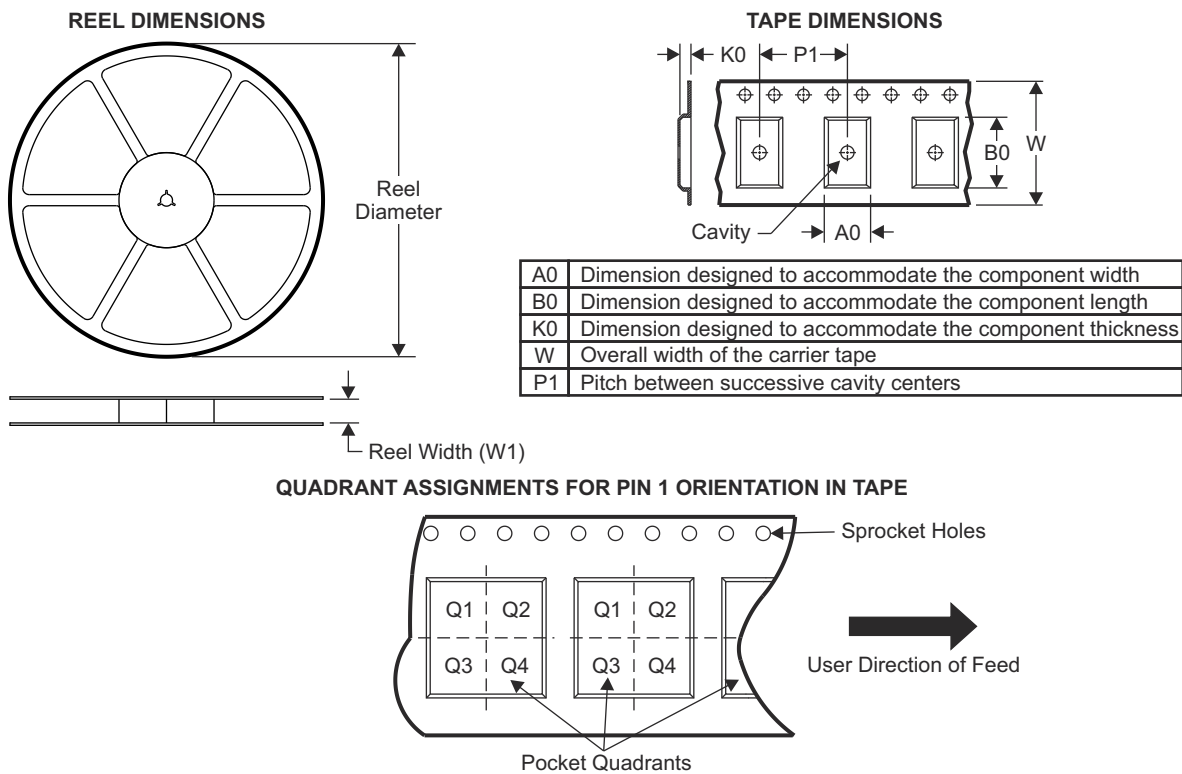 REEL DIMENSIONS
Reel
Diameter
Reel Width (W1)
TAPE DIMENSIONS
K0
P1
B0
W
Cavity
A0
A0 Dimension designed to accommodate the component width
B0 Dimension designed to accommodate the component length
K0 Dimension designed to accommodate the component thickness
W Overall width of the carrier tape
P1 Pitch between successive cavity centers
QUADRANT ASSIGNMENTS FOR PIN 1 ORIENTATION IN TAPE
Sprocket Holes
Q1 Q2 Q1 Q2
Q3 Q4 Q3 Q4
User Direction of Feed
Pocket Quadrants